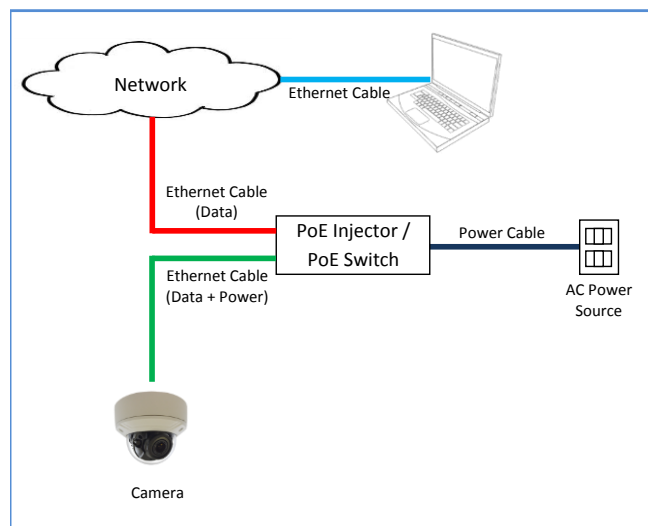 Network
Ethernet Cable
Ethernet Cable
(Data)
PoE Injector /
PoE Switch
Power Cable
Ethernet Cable
(Data + Power)
AC Power
Source
Camera